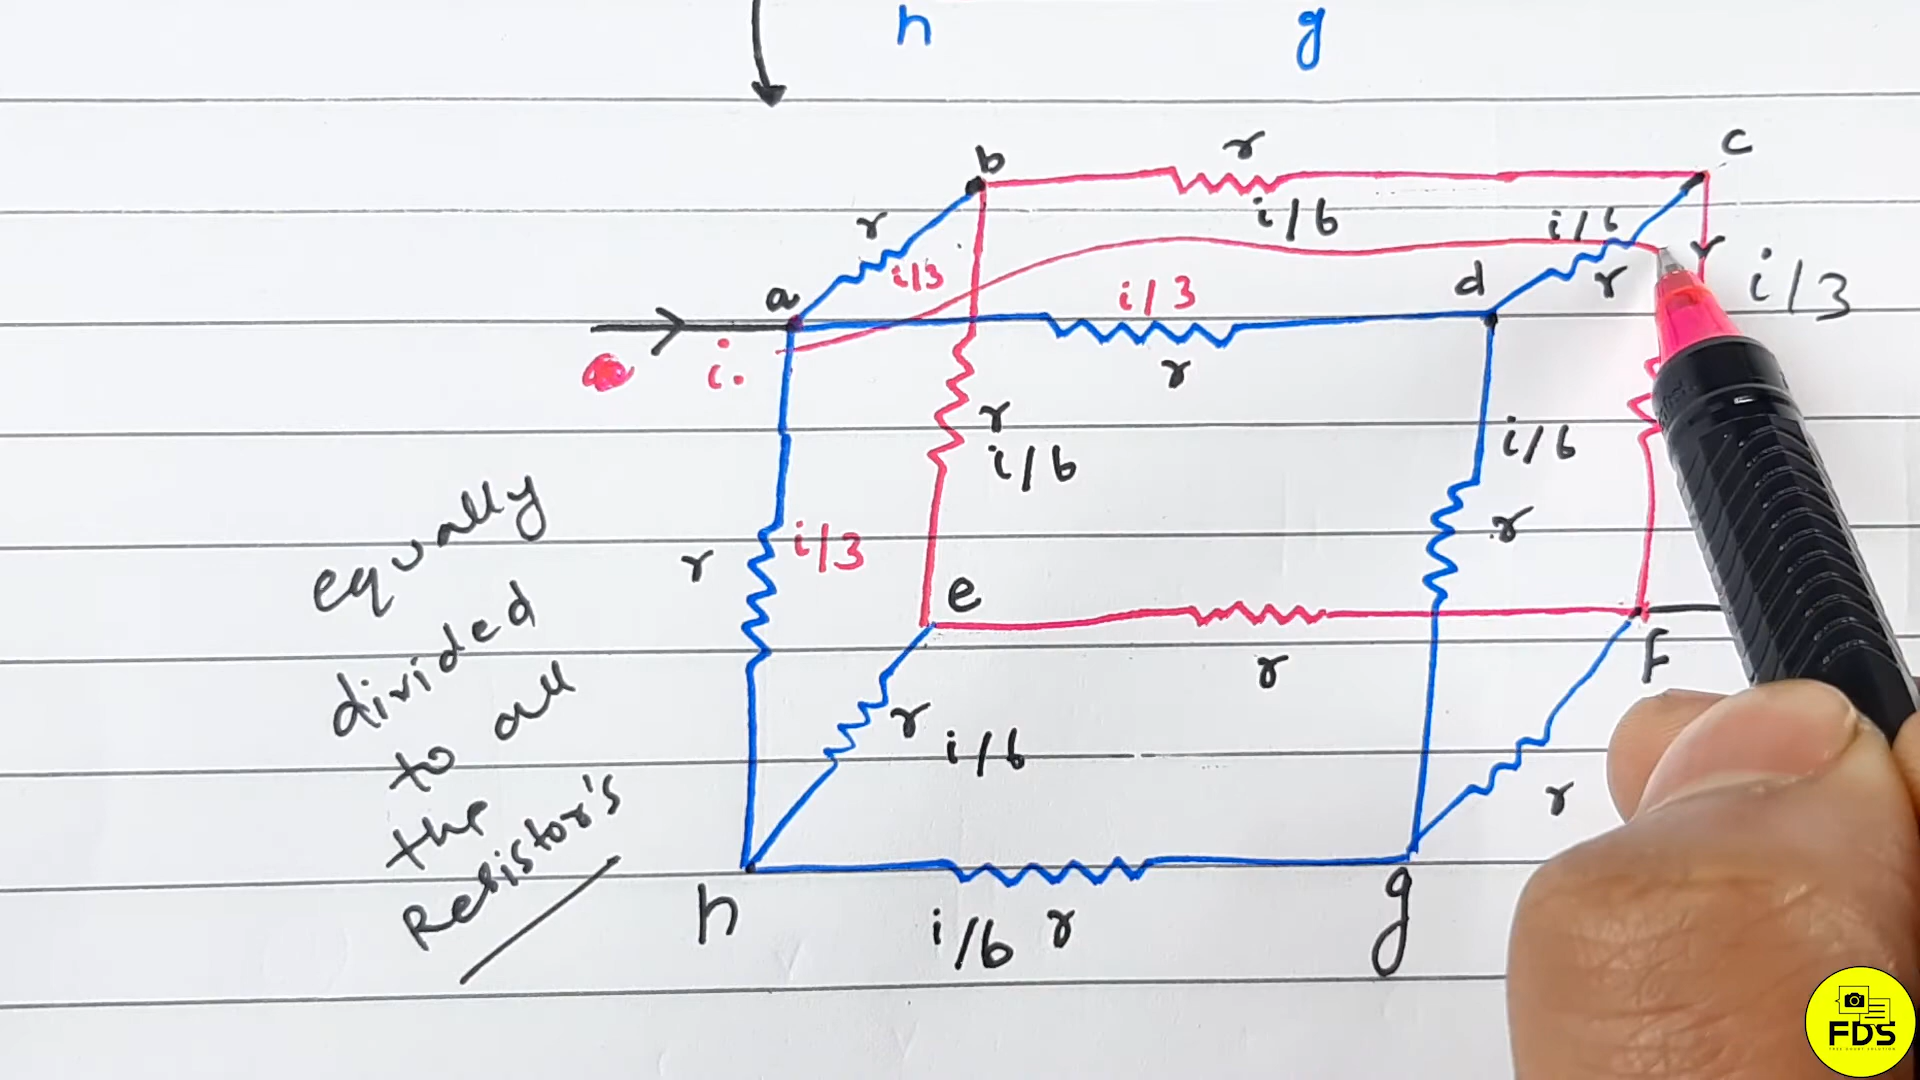 h g
r c
b
i/6 i/6
r
i/3 r r
a i/3 d i/3
i. r
r
i/6 i/6
equally i/3 r
r
e
divided
to all r f
r
i/6
the r
Resistor's
h g
i/6 r
FDS